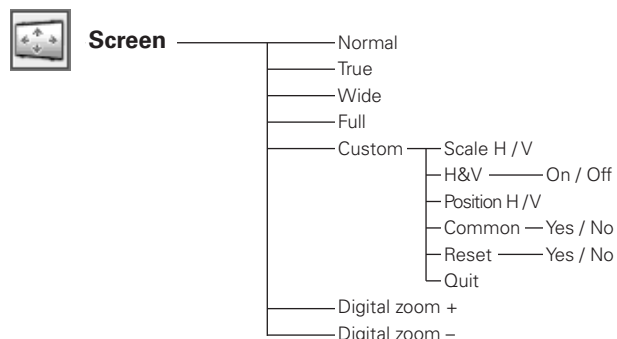 Screen
Normal
True
Wide
Full
Custom
Scale H / V
H&V
On / Off
Position H / V
Common
Yes / No
Reset
Yes / No
Quit
Digital zoom +
Digital zoom –